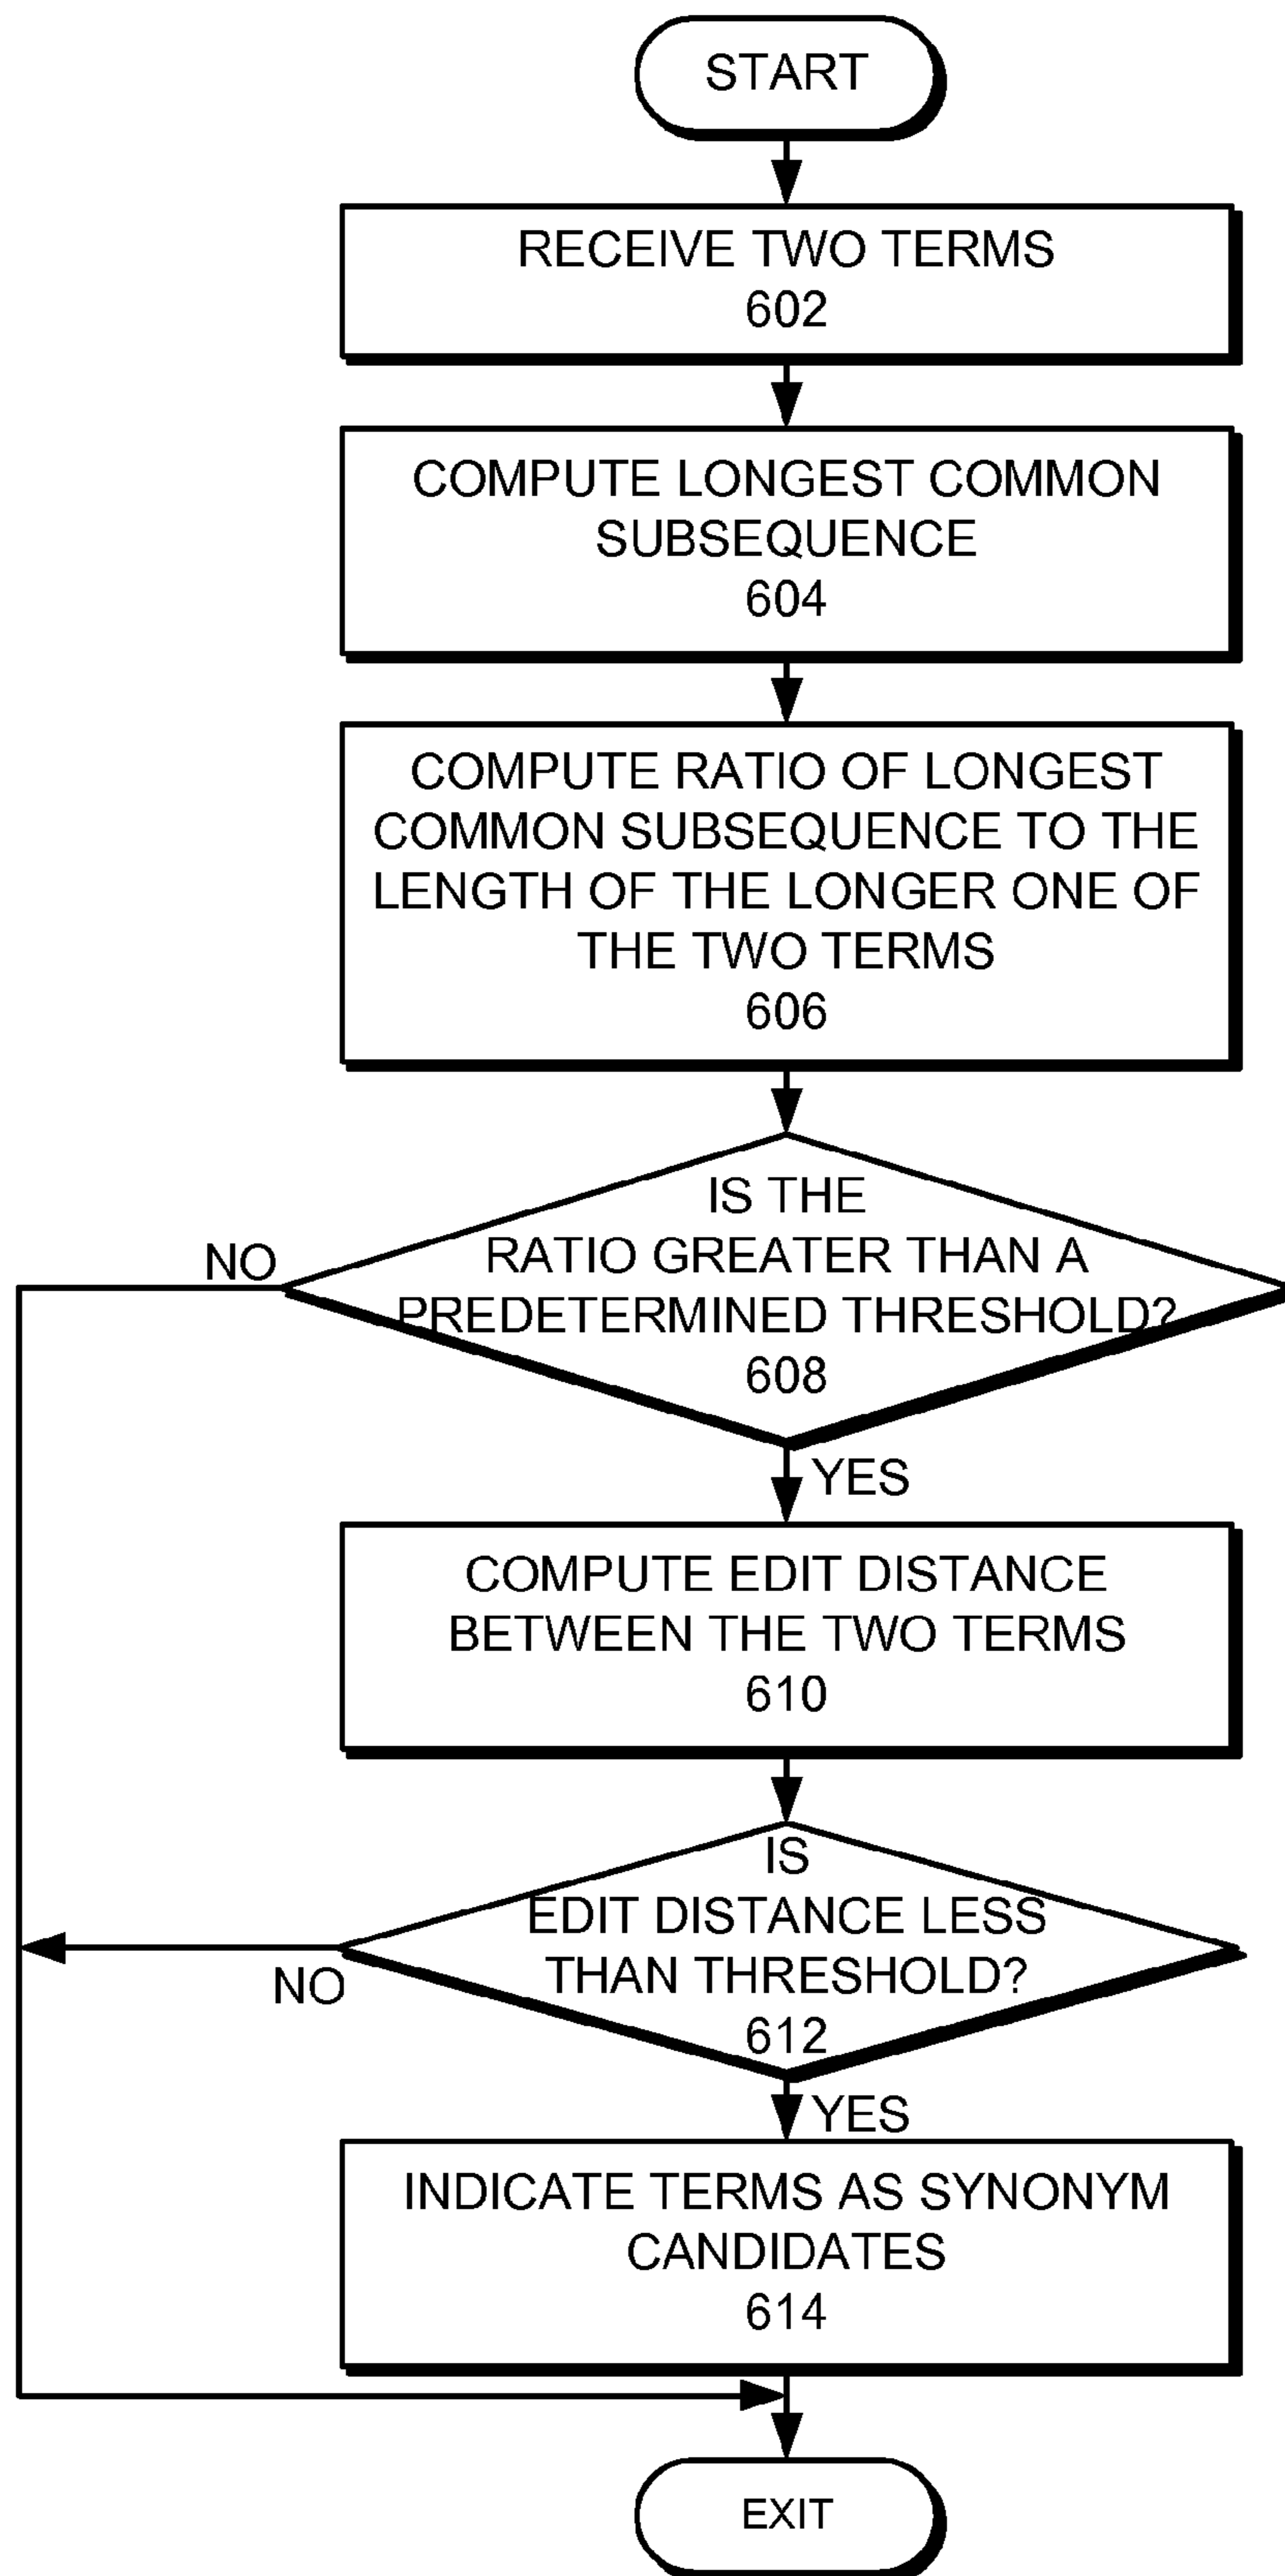 START
RECEIVE TWO TERMS
602
COMPUTE LONGEST COMMON
SUBSEQUENCE
604
COMPUTE RATIO OF LONGEST
COMMON SUBSEQUENCE TO THE
LENGTH OF THE LONGER ONE OF
THE TWO TERMS
606
IS THE
RATIO GREATER THAN A
PREDETERMINED THRESHOLD?
608
NO
YES
COMPUTE EDIT DISTANCE
BETWEEN THE TWO TERMS
610
IS
EDIT DISTANCE LESS
THAN THRESHOLD?
612
NO
YES
INDICATE TERMS AS SYNONYM
CANDIDATES
614
EXIT